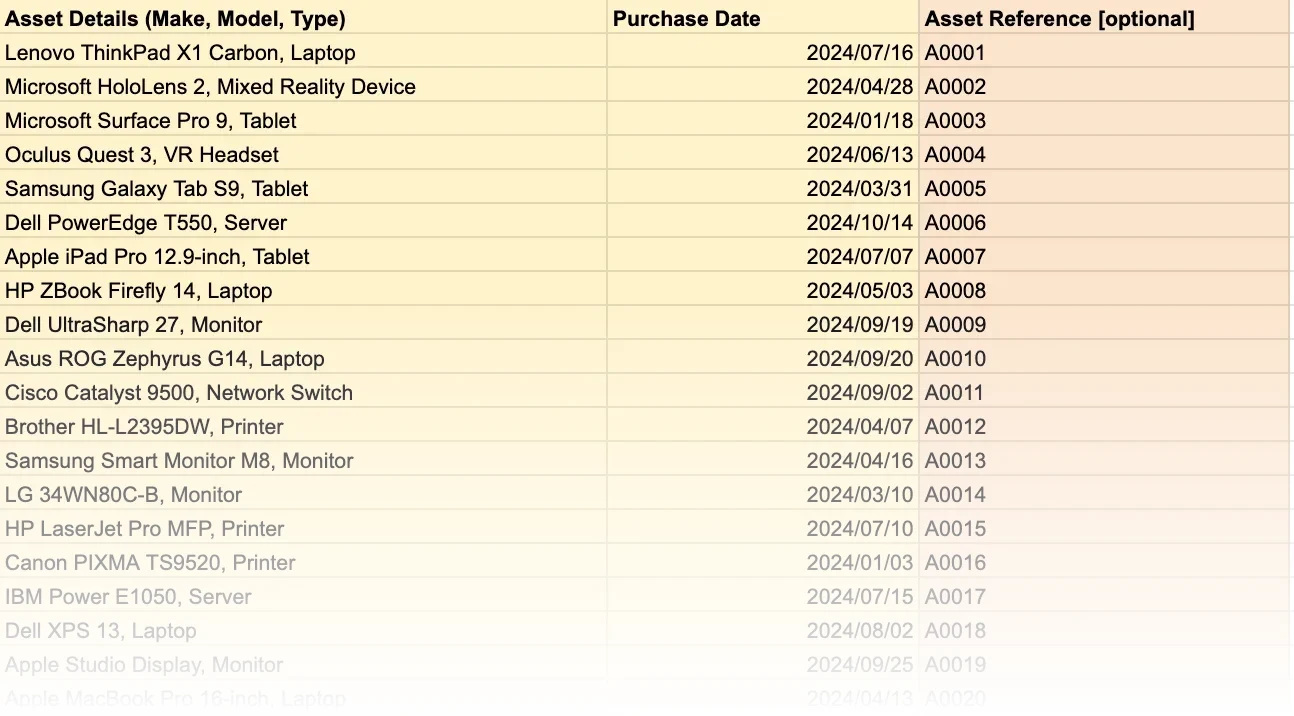 Asset Details (Make, Model, Type) Purchase Date Asset Reference [optional]
Lenovo ThinkPad X1 Carbon, Laptop 2024/07/16 A0001
Microsoft HoloLens 2, Mixed Reality Device 2024/04/28 A0002
Microsoft Surface Pro 9, Tablet 2024/01/18 A0003
Oculus Quest 3, VR Headset 2024/06/13 A0004
Samsung Galaxy Tab S9, Tablet 2024/03/31 A0005
Dell PowerEdge T550, Server 2024/10/14 A0006
Apple iPad Pro 12.9-inch, Tablet 2024/07/07 A0007
HP ZBook Firefly 14, Laptop 2024/05/03 A0008
Dell UltraSharp 27, Monitor 2024/09/19 A0009
Asus ROG Zephyrus G14, Laptop 2024/09/20 A0010
Cisco Catalyst 9500, Network Switch 2024/09/02 A0011
Brother HL-L2395DW, Printer 2024/04/07 A0012
Samsung Smart Monitor M8, Monitor 2024/04/16 A0013
LG 34WN80C-B, Monitor 2024/03/10 A0014
HP LaserJet Pro MFP, Printer 2024/07/10 A0015
Canon PIXMA TS9520, Printer 2024/01/03 A0016
IBM Power E1050, Server 2024/07/15 A0017
Dell XPS 13, Laptop 2024/08/02 A0018
Apple Studio Display, Monitor 2024/09/25 A0019
Apple MacBook Pro 16-inch, Laptop 2024/04/13 A0020